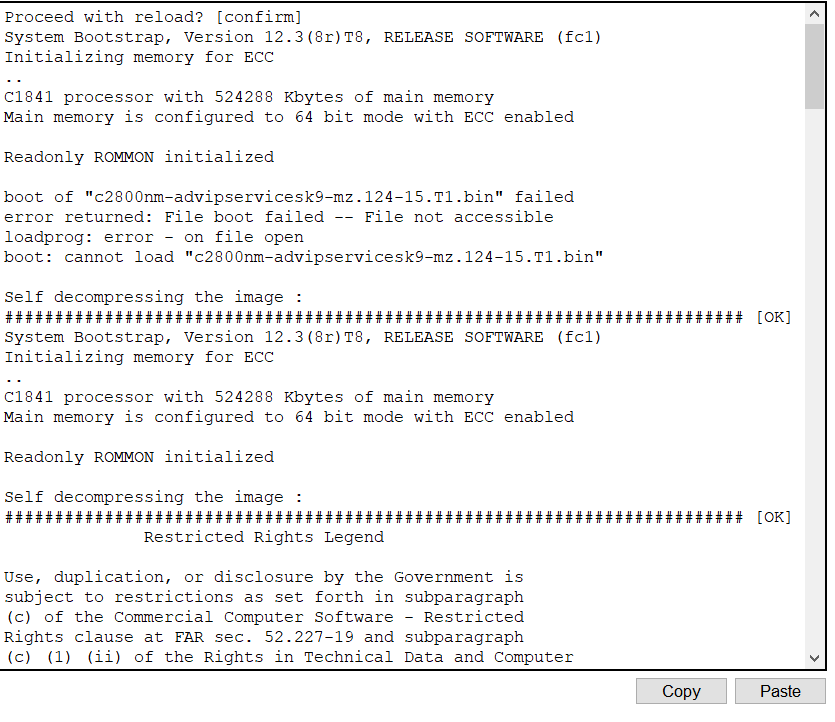 Proceed with reload? [confirm]
System Bootstrap, Version 12.3(8r)T8, RELEASE SOFTWARE (fc1)
Initializing memory for ECC
..
C1841 processor with 524288 Kbytes of main memory
Main memory is configured to 64 bit mode with ECC enabled

Readonly ROMMON initialized

boot of "c2800nm-advipservicesk9-mz.124-15.T1.bin" failed
error returned: File boot failed -- File not accessible
loadprog: error - on file open
boot: cannot load "c2800nm-advipservicesk9-mz.124-15.T1.bin"

Self decompressing the image :
########################################################################## [OK]
System Bootstrap, Version 12.3(8r)T8, RELEASE SOFTWARE (fc1)
Initializing memory for ECC
..
C1841 processor with 524288 Kbytes of main memory
Main memory is configured to 64 bit mode with ECC enabled

Readonly ROMMON initialized

Self decompressing the image :
########################################################################## [OK]
Restricted Rights Legend

Use, duplication, or disclosure by the Government is
subject to restrictions as set forth in subparagraph
(c) of the Commercial Computer Software - Restricted
Rights clause at FAR sec. 52.227-19 and subparagraph
(c) (1) (ii) of the Rights in Technical Data and Computer
Copy Paste